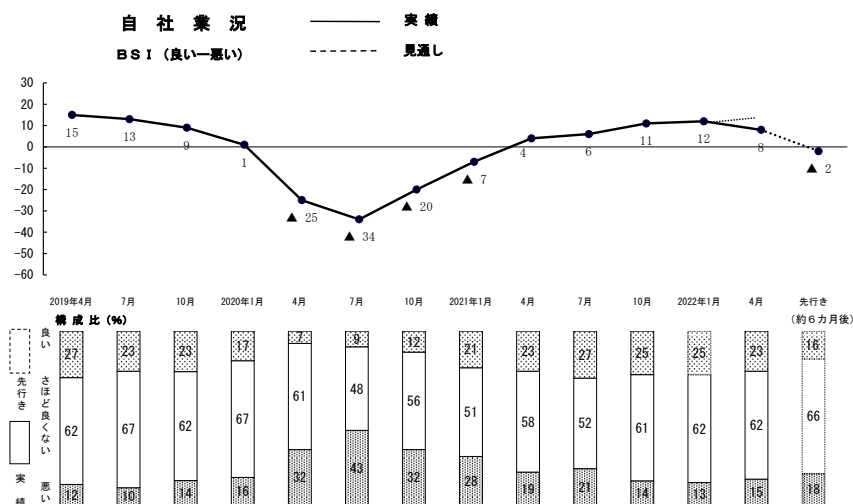 自 社 業 況
実 績
ＢＳＩ（良い－悪い）
見通し
30
20
10
0
-10
-20
-30
-40
-50
-60
15
13
9
1
▲ 25
▲ 34
▲ 20
▲ 7
4
6
11
12
8
▲ 2
2019年4月 7月 10月 2020年1月 4月 7月 10月 2021年1月 4月 7月 10月 2022年1月 4月 先行き
（約６カ月後）
構 成 比（%）
良い
27 23 23 17 7 9 12 21 23 27 25 25 23 16
先行き
さほど良くない
62 67 62 67 61 48 56 51 58 52 61 62 62 66
実績
悪い
12 10 14 16 32 43 32 28 19 21 14 13 15 18